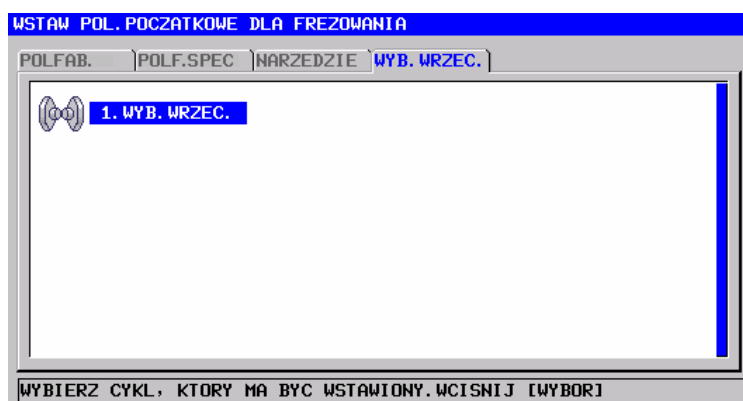 WSTAW POL.POCZATKOWE DLA FREZOWANIA
POLFAB. POLF.SPEC NARZEDZIE WYB.WRZEC.
1.WYB.WRZEC.
WYBIERZ CYKL, KTORY MA BYC WSTAWIONY.WCISNIJ [WYBOR]